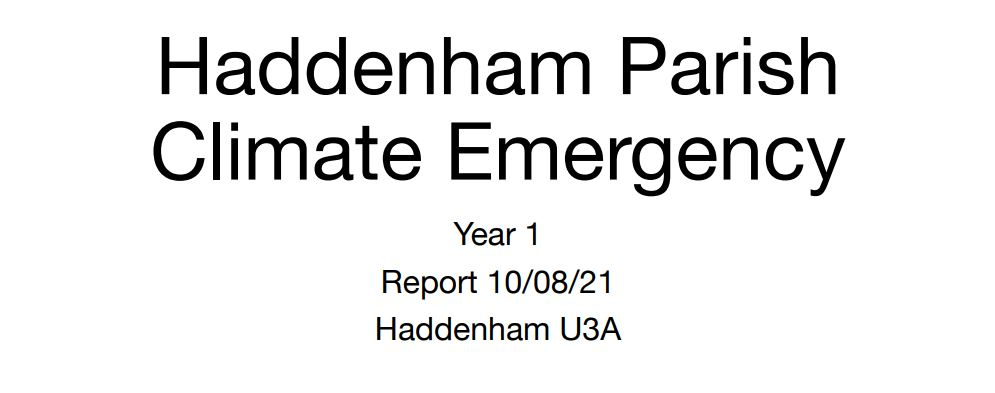 Haddenham Parish
Climate Emergency
Year 1
Report 10/08/21
Haddenham U3A